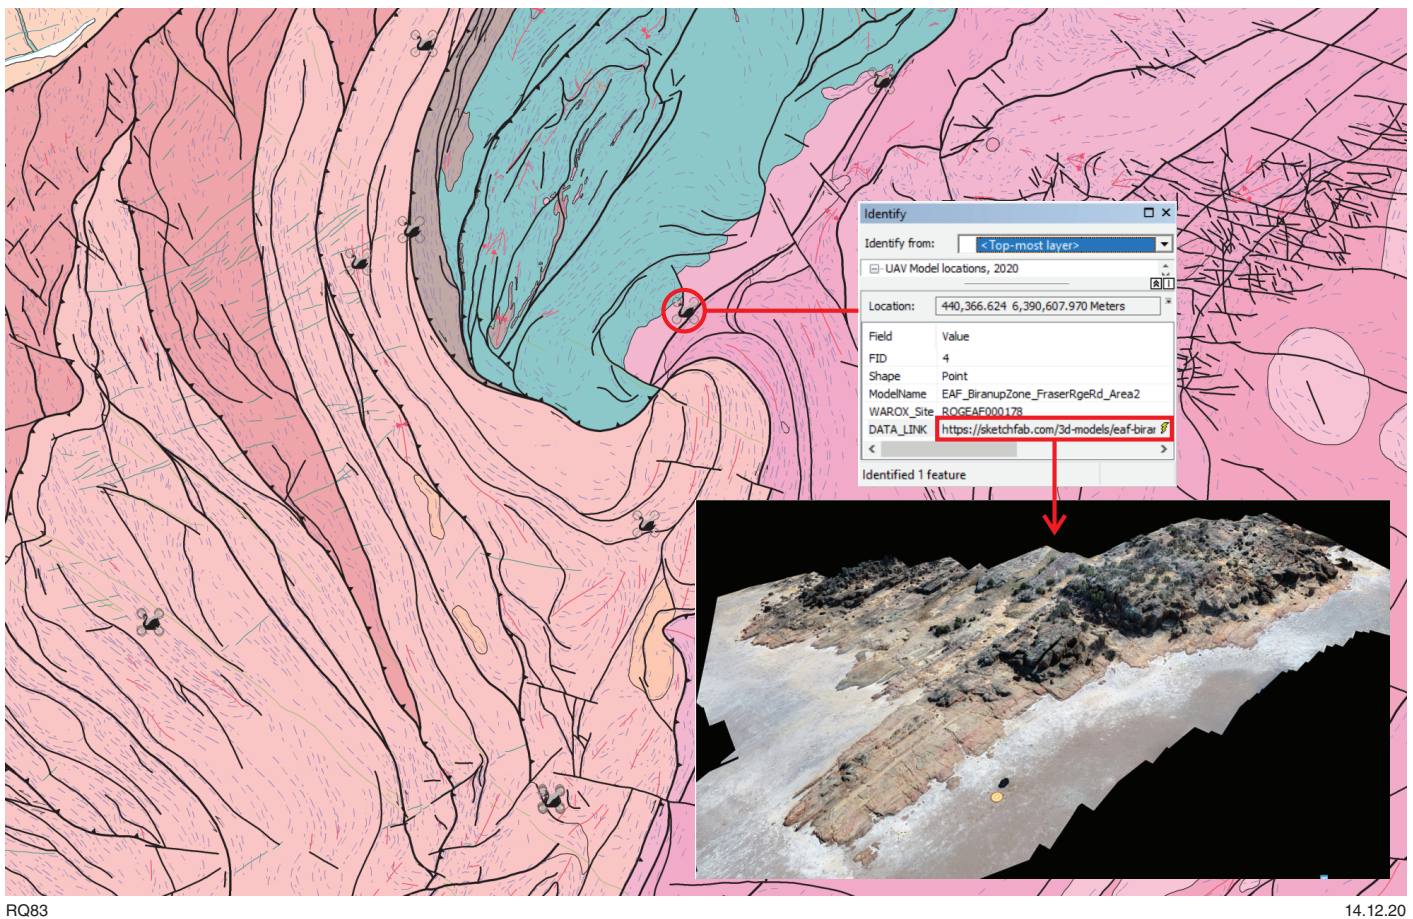 Identify
Identify from: <Top-most layer>
UAV Model locations, 2020
Location: 440,366.624 6,390,607.970 Meters
Field Value
FID 4
Shape Point
ModelName EAF_BiranupZone_FraserRgeRd_Area2
WAROX_Site ROGEAF000178
DATA_LINK https://sketchfab.com/3d-models/eaf-birar
Identified 1 feature
RQ83 14.12.20